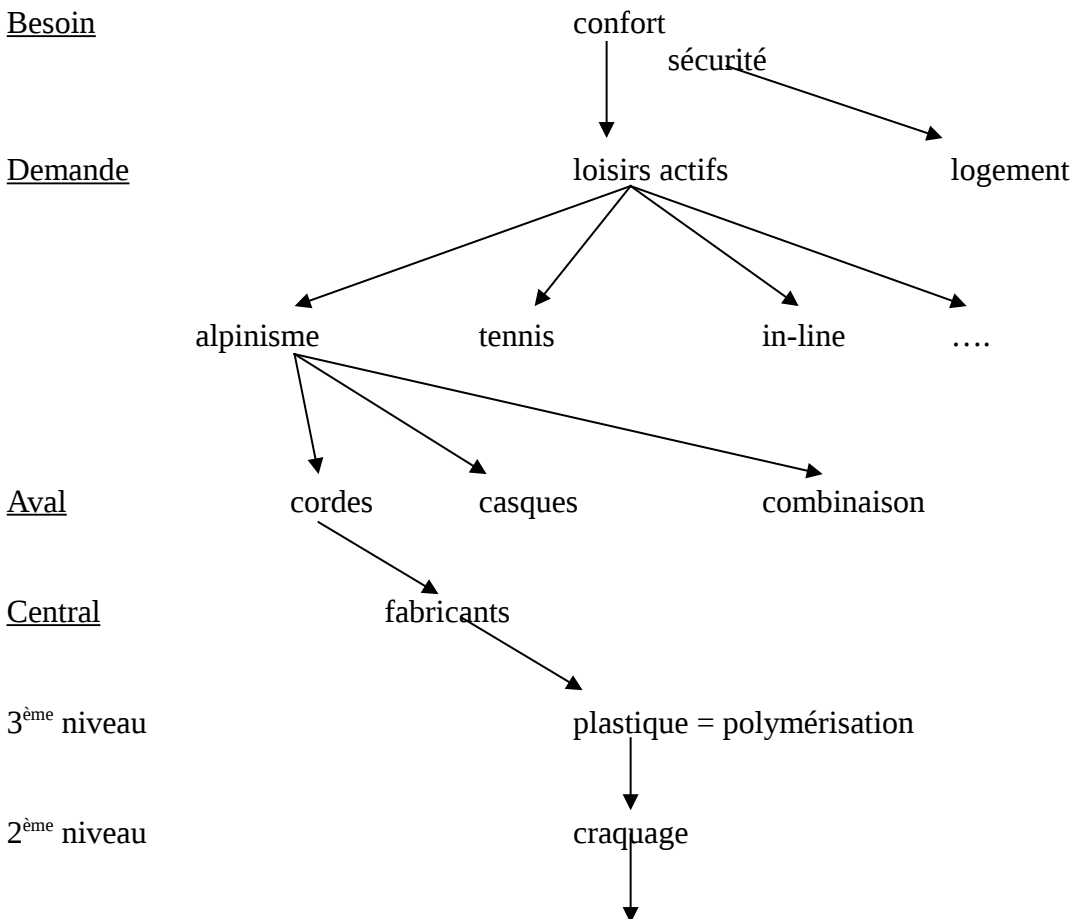 Besoin confort
sécurité
Demande loisirs actifs logement
alpinisme tennis in-line ….
Aval cordes casques combinaison
Central fabricants
3ème niveau plastique = polymérisation
2ème niveau craquage